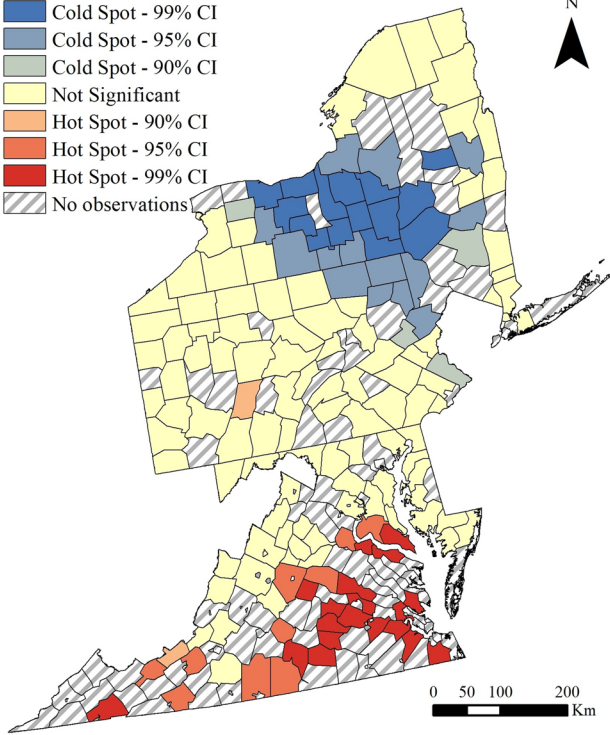 Cold Spot - 99% CI
Cold Spot - 95% CI
Cold Spot - 90% CI
Not Significant
Hot Spot - 90% CI
Hot Spot - 95% CI
Hot Spot - 99% CI
No observations
N
0 50 100 200
Km